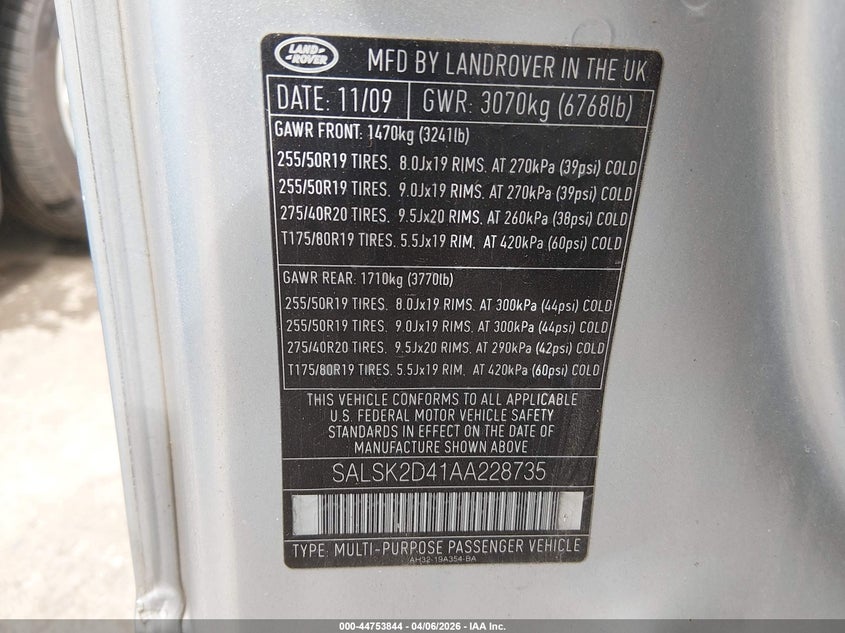 LAND ROVER
MFD BY LANDROVER IN THE UK
DATE: 11/09 GWR: 3070kg (6768lb)
GAWR FRONT: 1470kg (3241lb)
255/50R19 TIRES. 8.0Jx19 RIMS. AT 270kPa (39psi) COLD
255/50R19 TIRES. 9.0Jx19 RIMS. AT 270kPa (39psi) COLD
275/40R20 TIRES. 9.5Jx20 RIMS. AT 260kPa (38psi) COLD
T175/80R19 TIRES. 5.5Jx19 RIM. AT 420kPa (60psi) COLD
GAWR REAR: 1710kg (3770lb)
255/50R19 TIRES. 8.0Jx19 RIMS. AT 300kPa (44psi) COLD
255/50R19 TIRES. 9.0Jx19 RIMS. AT 300kPa (44psi) COLD
275/40R20 TIRES. 9.5Jx20 RIMS. AT 290kPa (42psi) COLD
T175/80R19 TIRES. 5.5Jx19 RIM. AT 420kPa (60psi) COLD
THIS VEHICLE CONFORMS TO ALL APPLICABLE
U.S. FEDERAL MOTOR VEHICLE SAFETY
STANDARDS IN EFFECT ON THE DATE OF
MANUFACTURE SHOWN ABOVE
SALSK2D41AA228735
TYPE: MULTI-PURPOSE PASSENGER VEHICLE
AH32-19A354-BA
000-44753844 - 04/06/2026 - IAA Inc.